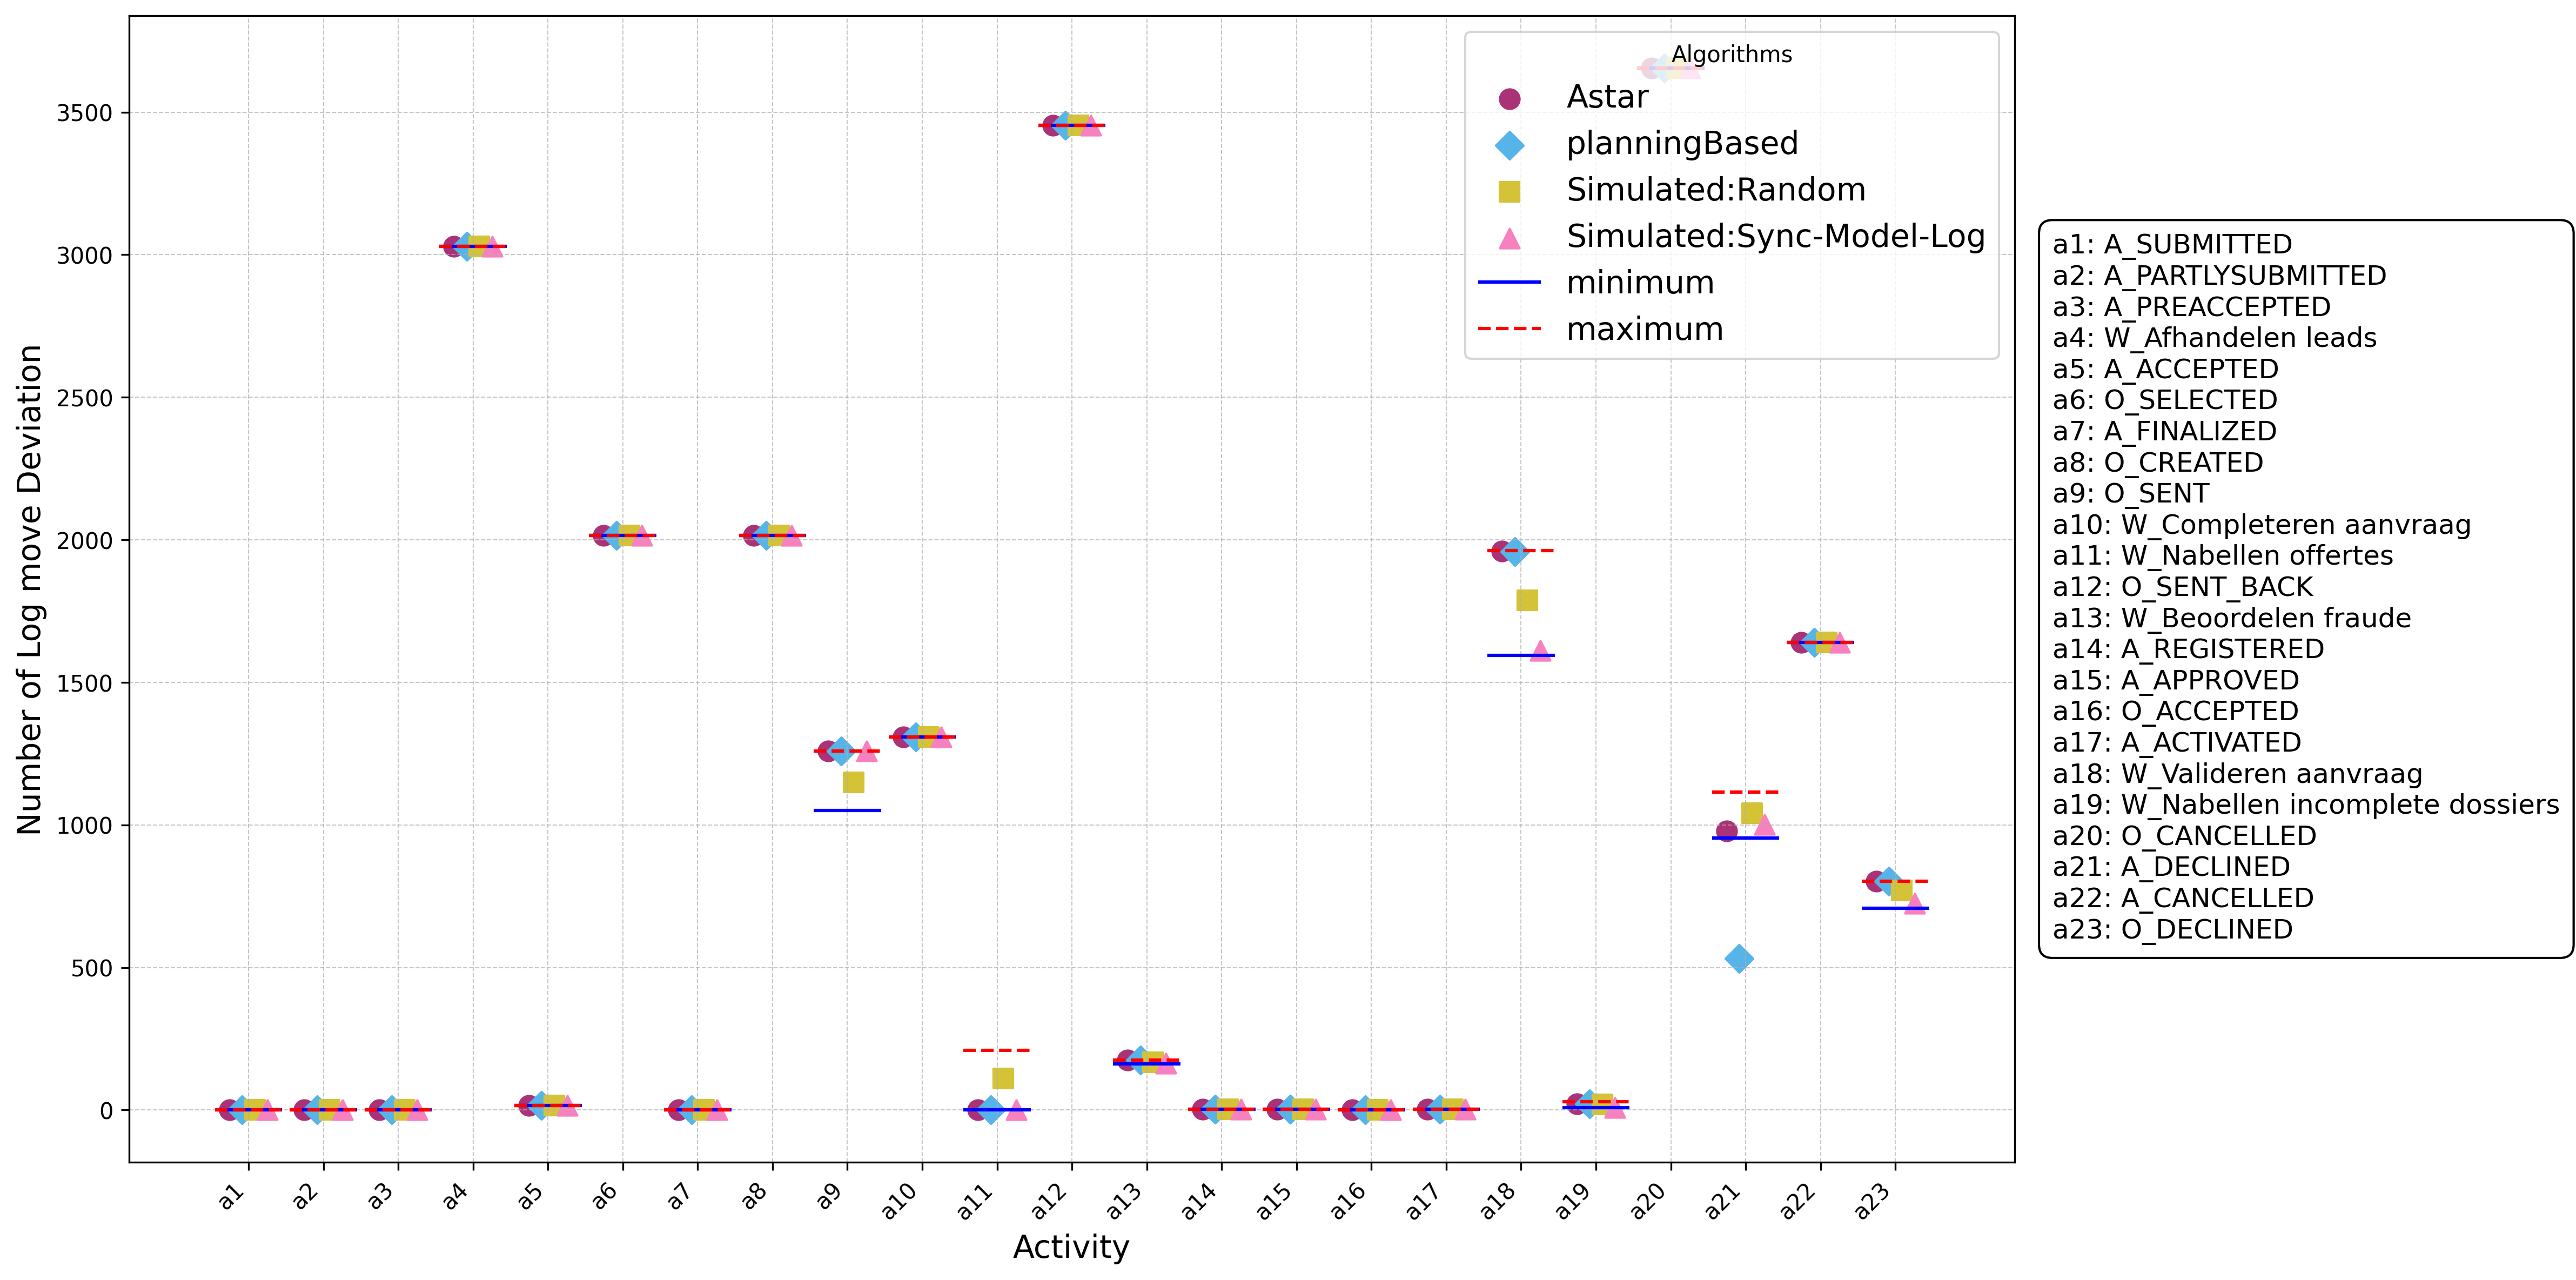 Number of Log move Deviation
3500
3000
2500
2000
1500
1000
500
0
Algorithms
Astar
planningBased
Simulated:Random
Simulated:Sync-Model-Log
minimum
maximum
a1 a2 a3 a4 a5 a6 a7 a8 a9 a10 a11 a12 a13 a14 a15 a16 a17 a18 a19 a20 a21 a22 a23
Activity
a1: A_SUBMITTED
a2: A_PARTLYSUBMITTED
a3: A_PREACCEPTED
a4: W_Afhandelen leads
a5: A_ACCEPTED
a6: O_SELECTED
a7: A_FINALIZED
a8: O_CREATED
a9: O_SENT
a10: W_Completeren aanvraag
a11: W_Nabellen offertes
a12: O_SENT_BACK
a13: W_Beoordelen fraude
a14: A_REGISTERED
a15: A_APPROVED
a16: O_ACCEPTED
a17: A_ACTIVATED
a18: W_Valideren aanvraag
a19: W_Nabellen incomplete dossiers
a20: O_CANCELLED
a21: A_DECLINED
a22: A_CANCELLED
a23: O_DECLINED